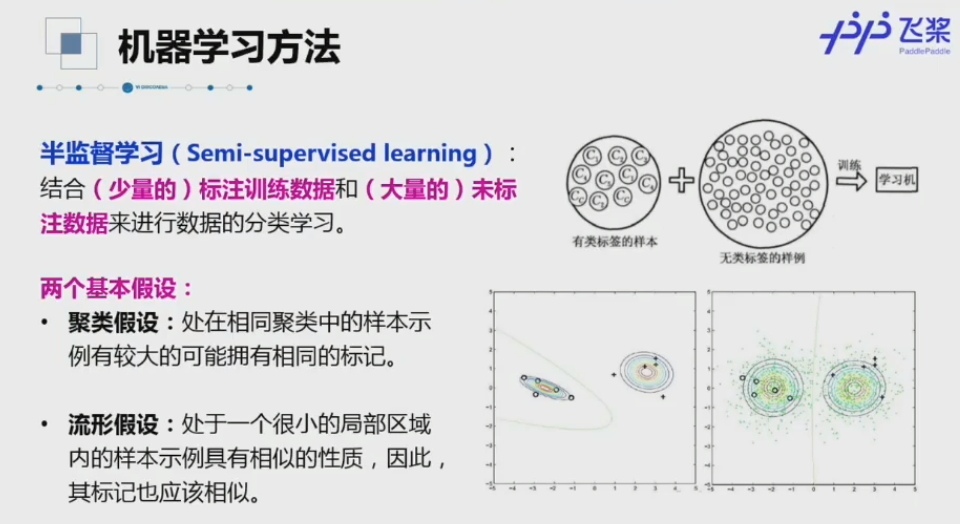 机器学习方法
飞桨
PaddlePaddle
半监督学习（Semi-supervised learning）：
结合（少量的）标注训练数据和（大量的）未标
注数据来进行数据的分类学习。
两个基本假设：
• 聚类假设：处在相同聚类中的样本示
例有较大的可能拥有相同的标记。
• 流形假设：处于一个很小的局部区域
内的样本示例具有相似的性质，因此，
其标记也应该相似。
训练
学习机
有类标签的样本
无类标签的样例